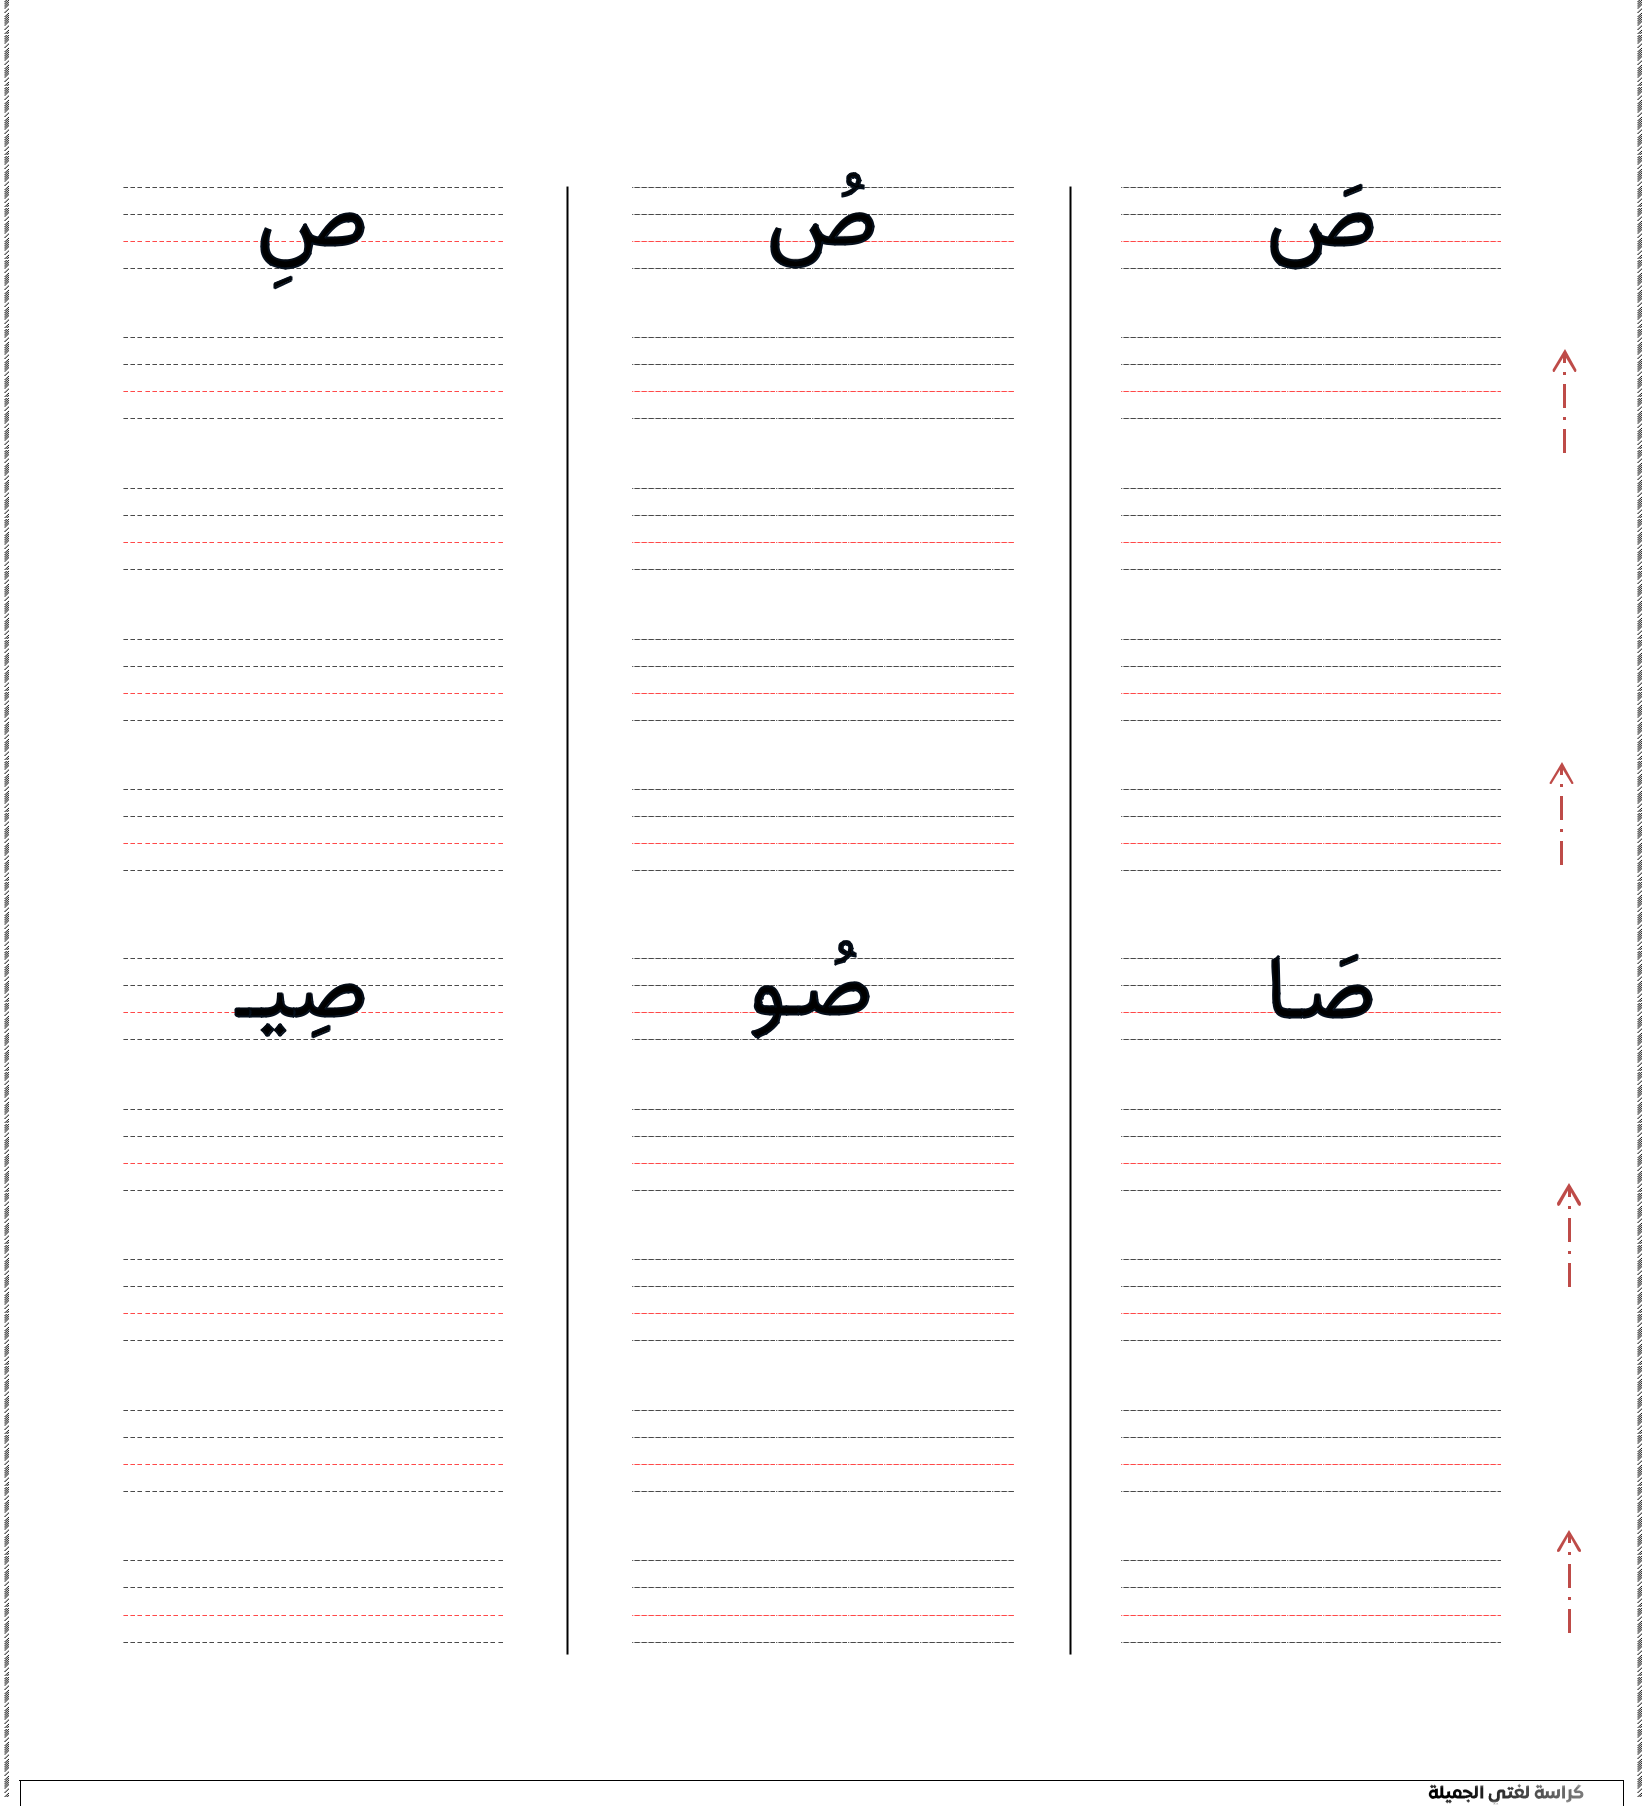 صَ صُ صِ
صَا صُو صِيـ
كراسة لغتي الجميلة